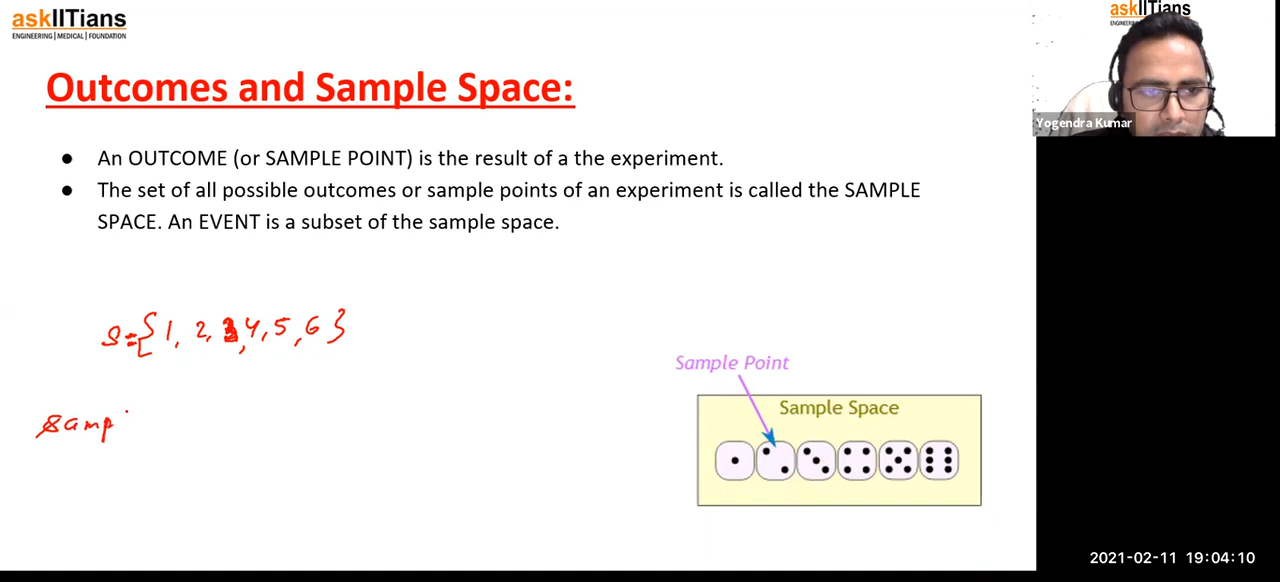 askIITians
ENGINEERING | MEDICAL | FOUNDATION
askIITians
Yogendra Kumar
Outcomes and Sample Space:
● An OUTCOME (or SAMPLE POINT) is the result of a the experiment.
● The set of all possible outcomes or sample points of an experiment is called the SAMPLE
SPACE. An EVENT is a subset of the sample space.
S={1, 2, 3, 4, 5, 6}
Sample Point
Sample Space
Samp
2021-02-11 19:04:10